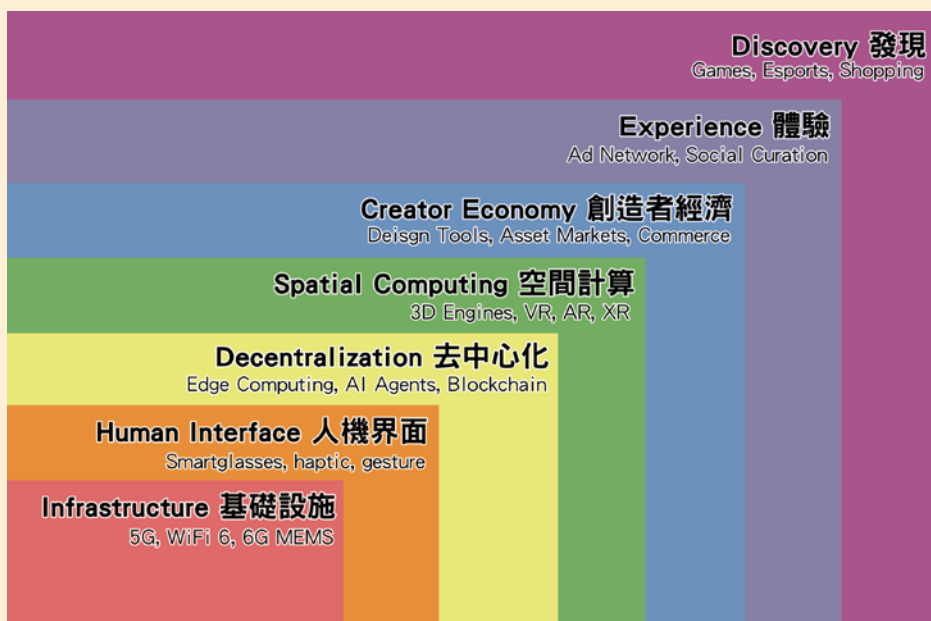 Discovery 發現
Games, Esports, Shopping
Experience 體驗
Ad Network, Social Curation
Creator Economy 創造者經濟
Deisgn Tools, Asset Markets, Commerce
Spatial Computing 空間計算
3D Engines, VR, AR, XR
Decentralization 去中心化
Edge Computing, AI Agents, Blockchain
Human Interface 人機界面
Smartglasses, haptic, gesture
Infrastructure 基礎設施
5G, WiFi 6, 6G MEMS